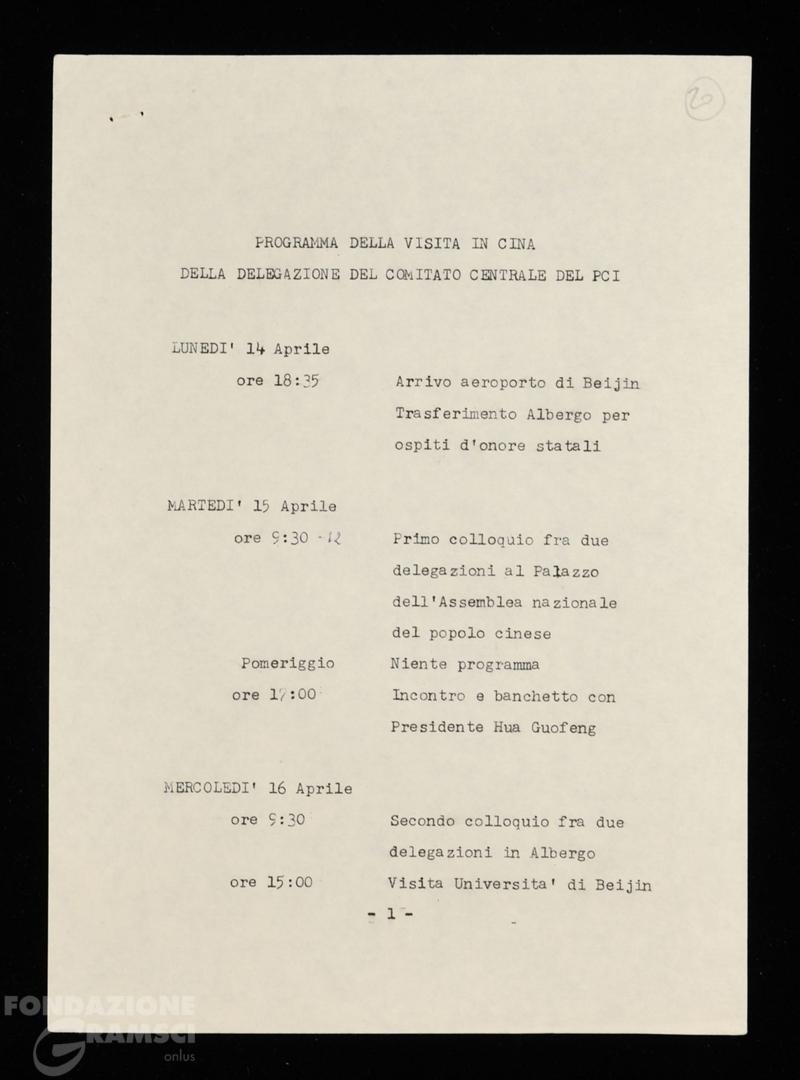 20
PROGRAMMA DELLA VISITA IN CINA
DELLA DELEGAZIONE DEL COMITATO CENTRALE DEL PCI
LUNEDI' 14 Aprile
ore 18:35 Arrivo aeroporto di Beijin
Trasferimento Albergo per
ospiti d'onore statali
MARTEDI' 15 Aprile
ore 9:30 -12 Primo colloquio fra due
delegazioni al Palazzo
dell'Assemblea nazionale
del popolo cinese
Pomeriggio Niente programma
ore Incontro e banchetto con
Presidente Hua Guofeng
MERCOLEDI' 16 Aprile
ore 9:30 Secondo colloquio fra due
delegazioni in Albergo
ore 15:00 Visita Universita' di Beijin
- 1 -
FONDAZIONE
GRAMSCI
onlus